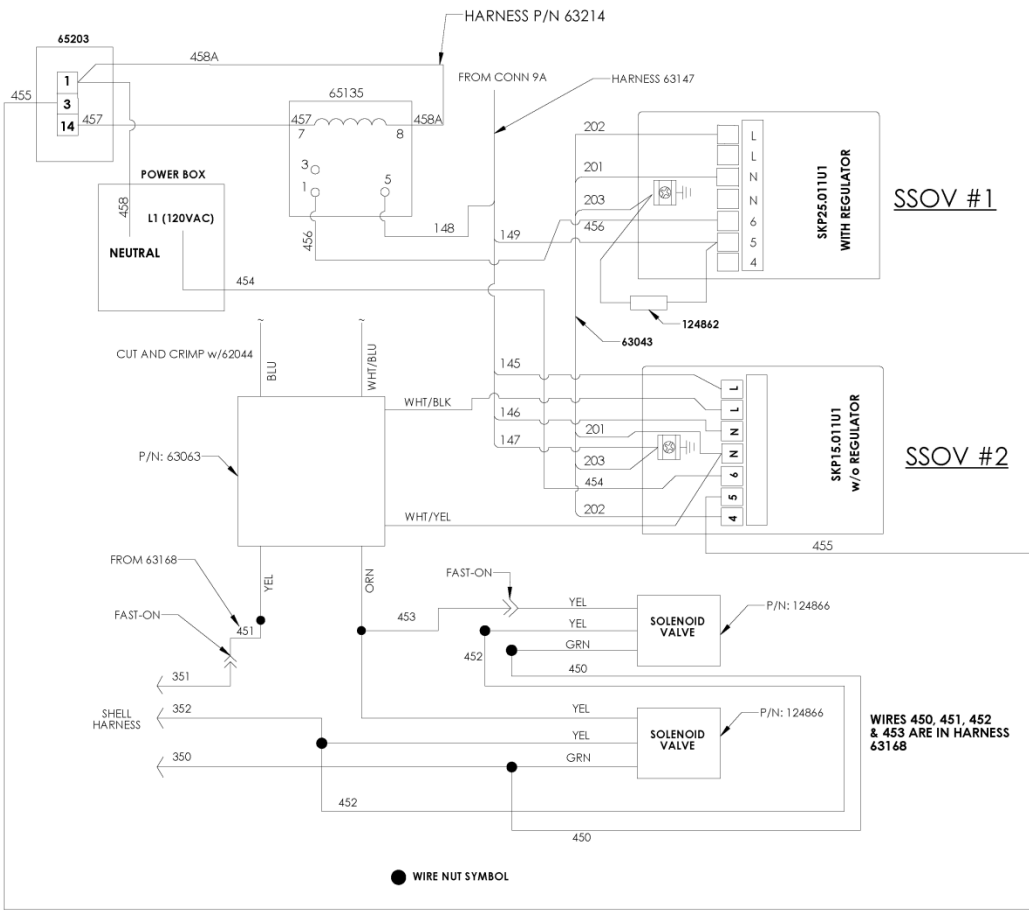 HARNESS P/N 63214
65203
458A
FROM CONN 9A
HARNESS 63147
1
455
3
65135
14
457
457
458A
7
8
202
L
L
201
N
3
POWER BOX
1
5
203
N
SKP25.011U1
WITH REGULATOR
SSOV #1
458
L1 (120VAC)
456
148
456
6
149
5
NEUTRAL
4
454
124862
63043
CUT AND CRIMP w/62044
~
~
BLU
WHT/BLU
145
L
WHT/BLK
L
146
N
201
147
N
SKP15.011U1
w/o REGULATOR
SSOV #2
P/N: 63063
203
454
6
5
WHT/YEL
202
4
455
FROM 63168
YEL
ORN
FAST-ON
FAST-ON
453
YEL
P/N: 124866
451
YEL
SOLENOID
VALVE
452
GRN
450
351
SHELL
HARNESS
352
YEL
P/N: 124866
YEL
SOLENOID
VALVE
WIRES 450, 451, 452
& 453 ARE IN HARNESS
63168
350
GRN
452
450
WIRE NUT SYMBOL